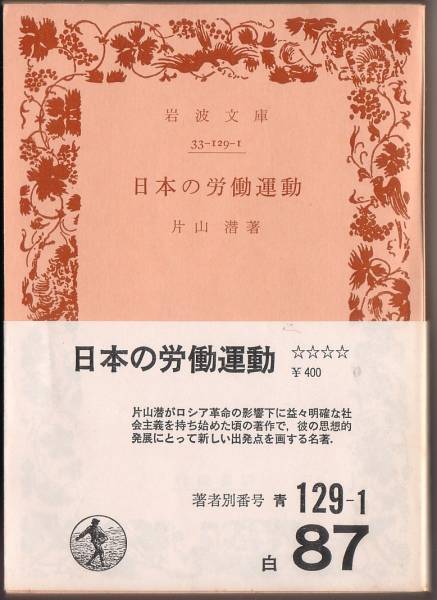 岩波文庫
33-129-1
日本の労働運動
片山 潜著
日本の労働運動 ☆☆☆☆
¥400
片山潜がロシア革命の影響下に益々明確な社
会主義を持ち始めた頃の著作で，彼の思想的
発展にとって新しい出発点を画する名著．
著者別番号 青 129-1
白 87